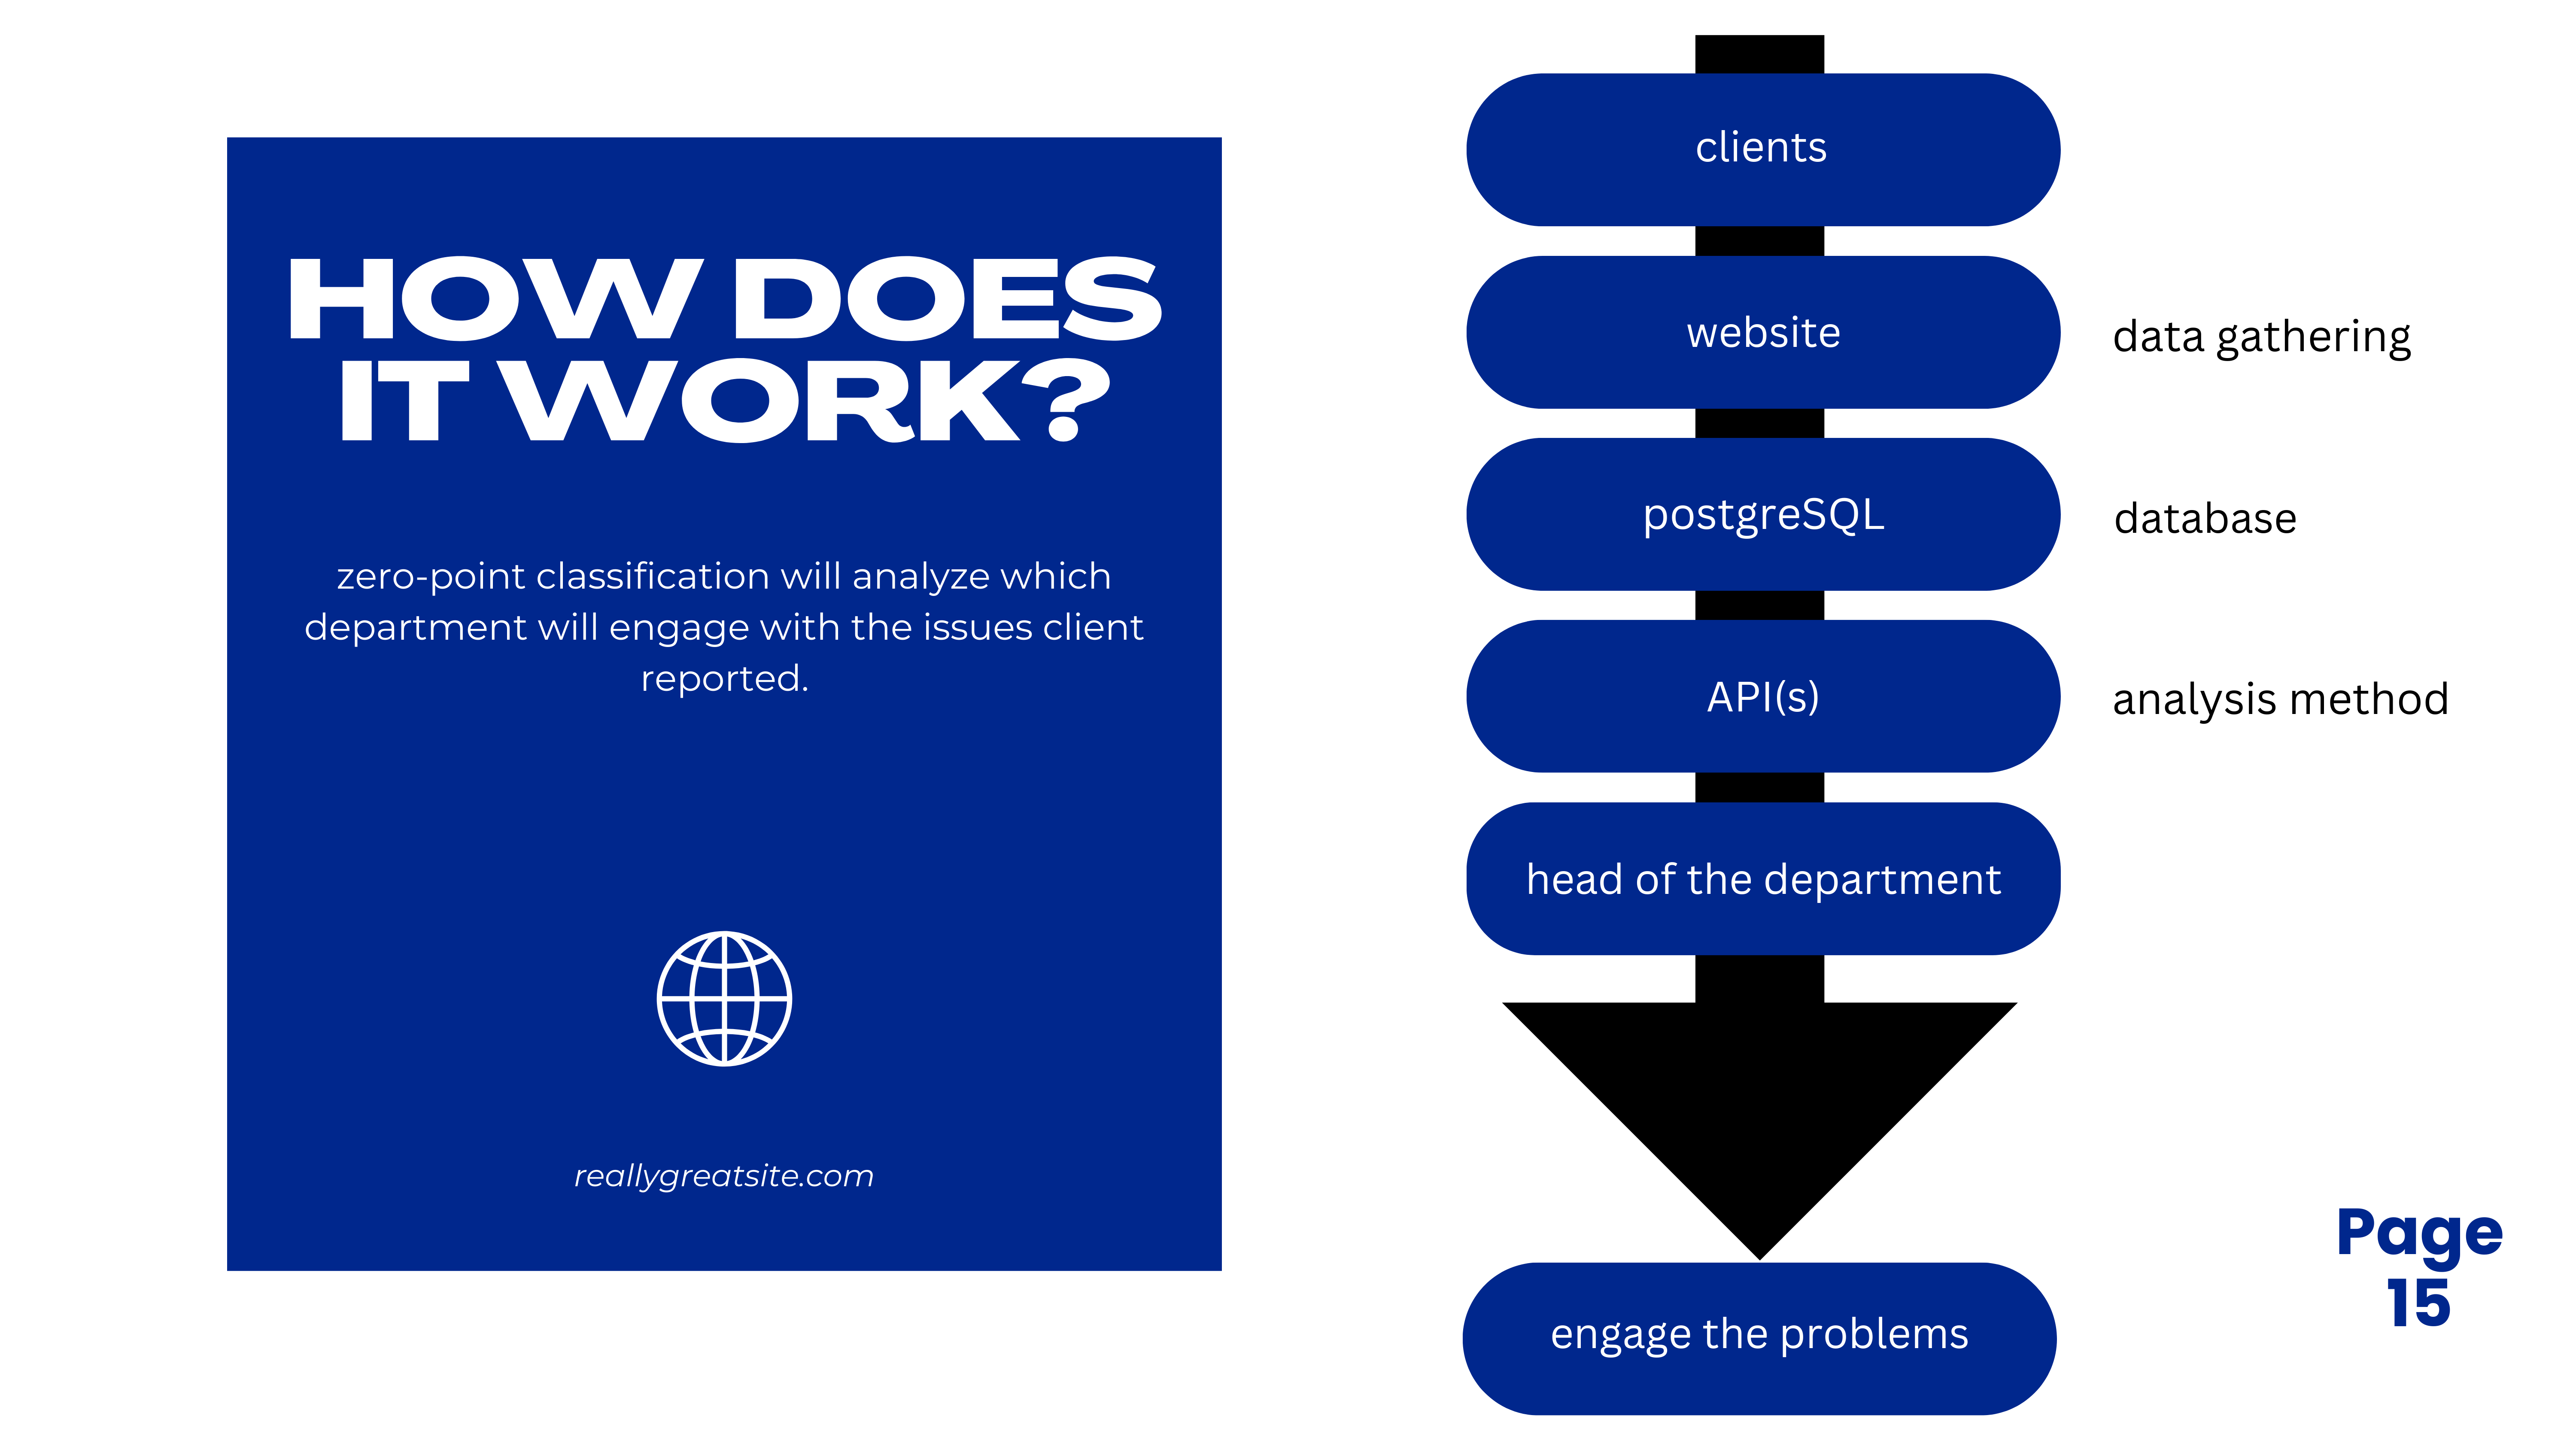 HOW DOES
IT WORK?
zero-point classification will analyze which
department will engage with the issues client
reported.
reallygreatsite.com
clients
website
data gathering
postgreSQL
database
API(s)
analysis method
head of the department
engage the problems
Page
15